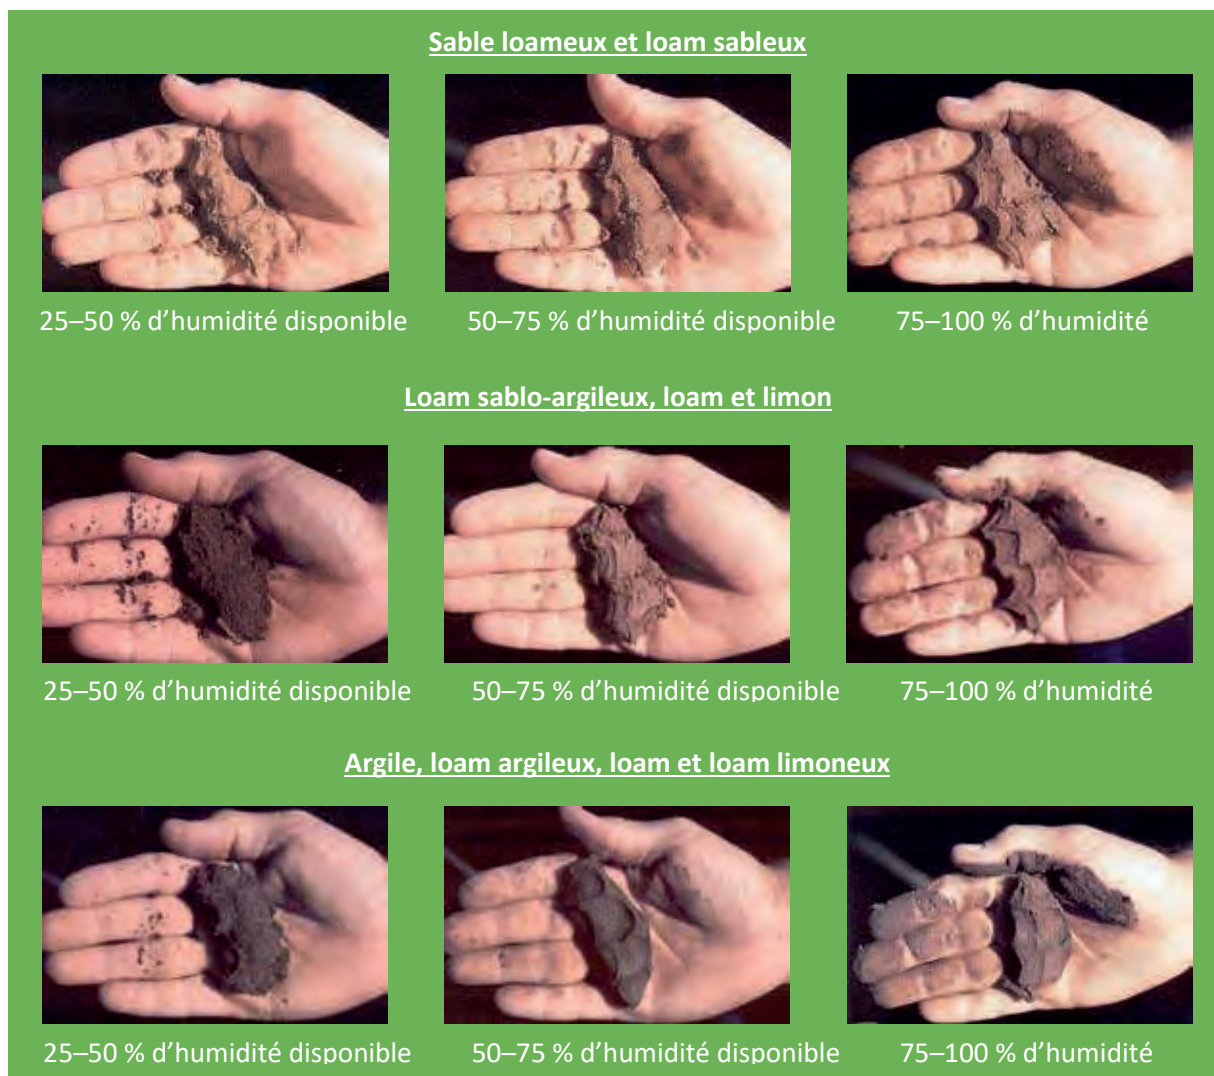 Sable loameux et loam sableux
25–50 % d’humidité disponible
50–75 % d’humidité disponible
75–100 % d’humidité
Loam sablo-argileux, loam et limon
25–50 % d’humidité disponible
50–75 % d’humidité disponible
75–100 % d’humidité
Argile, loam argileux, loam et loam limoneux
25–50 % d’humidité disponible
50–75 % d’humidité disponible
75–100 % d’humidité